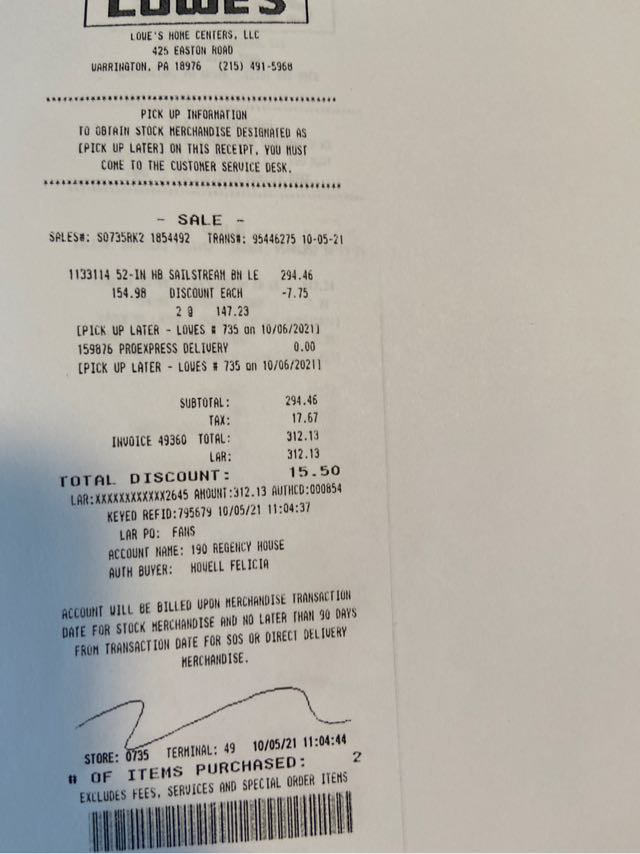 LOWE'S
LOWE'S HOME CENTERS, LLC
425 EASTON ROAD
WARRINGTON, PA 18976 (215) 491-5968
PICK UP INFORMATION
TO OBTAIN STOCK MERCHANDISE DESIGNATED AS
[PICK UP LATER] ON THIS RECEIPT, YOU MUST
COME TO THE CUSTOMER SERVICE DESK.
- SALE -
SALES#: S0735RK2 1854492 TRANS#: 95446275 10-05-21
1133114 52-IN HB SAILSTREAM BN LE 294.46
154.98 DISCOUNT EACH -7.75
2 @ 147.23
[PICK UP LATER - LOWES # 735 on 10/06/2021]
159876 PROEXPRESS DELIVERY 0.00
[PICK UP LATER - LOWES # 735 on 10/06/2021]
SUBTOTAL: 294.46
TAX: 17.67
INVOICE 49360 TOTAL: 312.13
LAR: 312.13
TOTAL DISCOUNT: 15.50
LAR:XXXXXXXXXXXX2645 AMOUNT:312.13 AUTHCD:000854
KEYED REFID:795679 10/05/21 11:04:37
LAR PO: FANS
ACCOUNT NAME: 190 REGENCY HOUSE
AUTH BUYER: HOWELL FELICIA
ACCOUNT WILL BE BILLED UPON MERCHANDISE TRANSACTION
DATE FOR STOCK MERCHANDISE AND NO LATER THAN 90 DAYS
FROM TRANSACTION DATE FOR SOS OR DIRECT DELIVERY
MERCHANDISE.
STORE: 0735 TERMINAL: 49 10/05/21 11:04:44
# OF ITEMS PURCHASED: 2
EXCLUDES FEES, SERVICES AND SPECIAL ORDER ITEMS